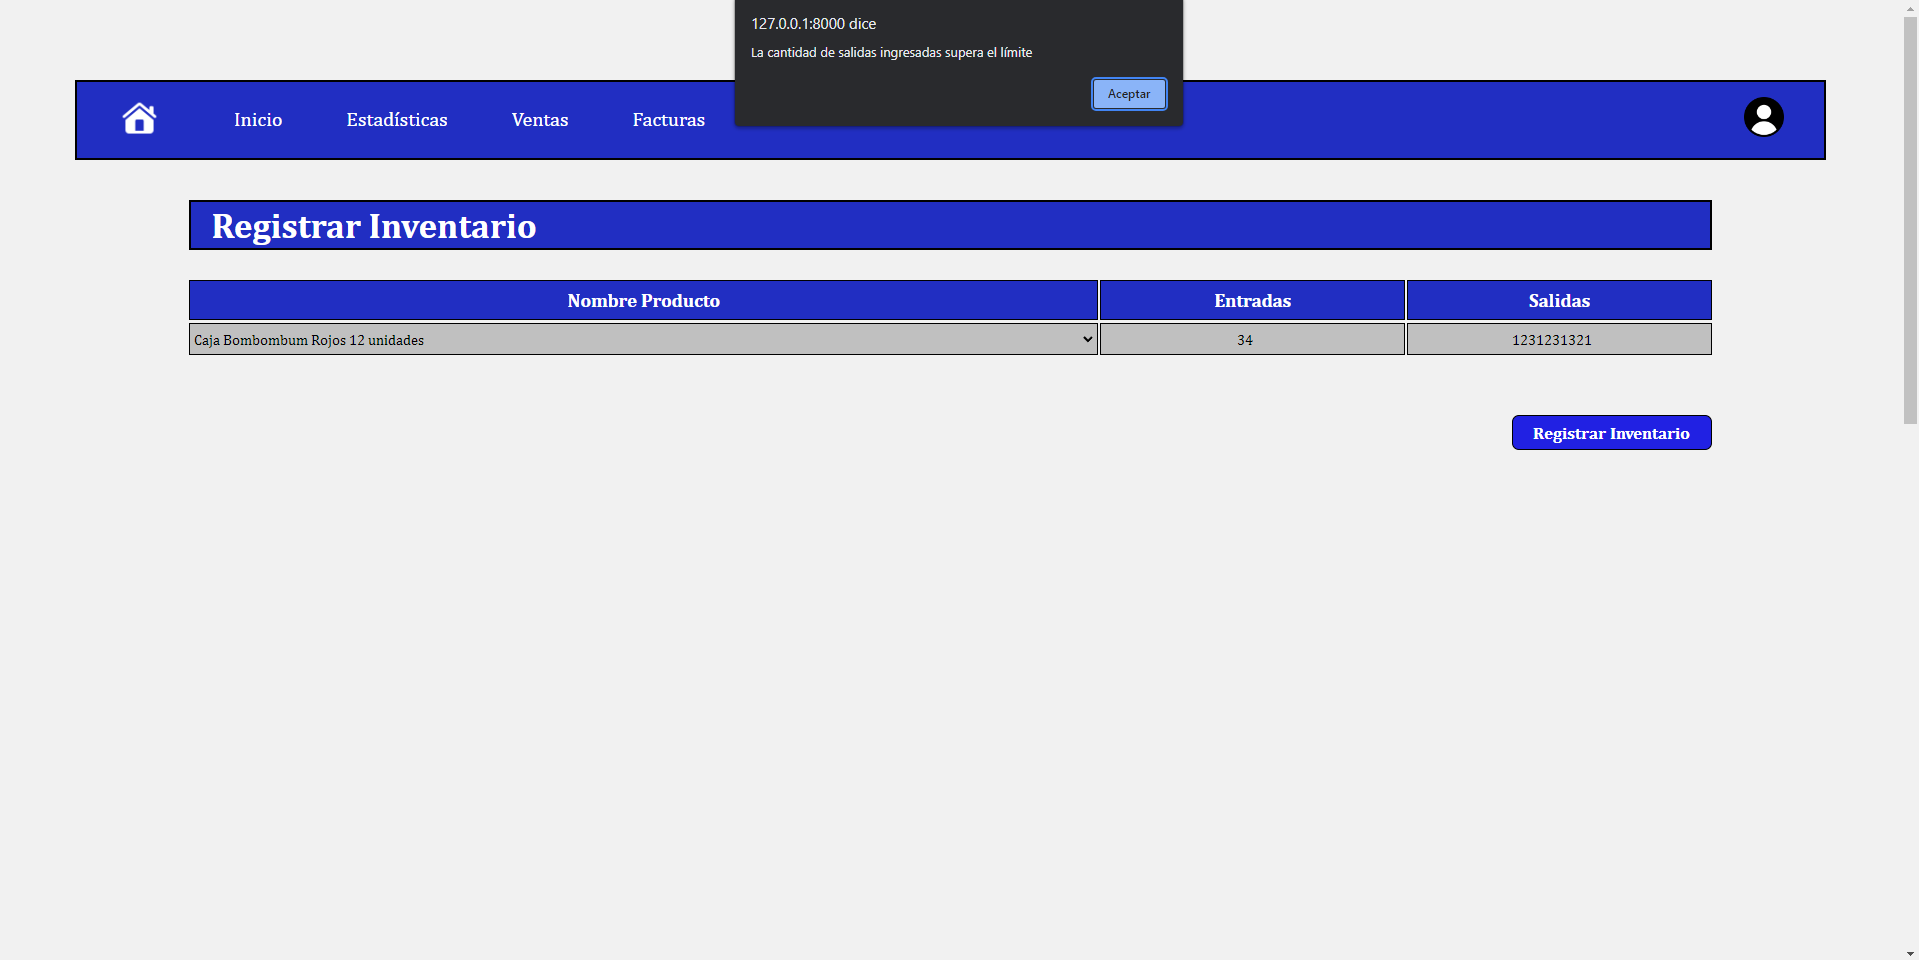 127.0.0.1:8000 dice
La cantidad de salidas ingresadas supera el límite
Aceptar
Inicio Estadísticas Ventas Facturas
Registrar Inventario
Nombre Producto Entradas Salidas
Caja Bombombum Rojos 12 unidades 34 1231231321
Registrar Inventario